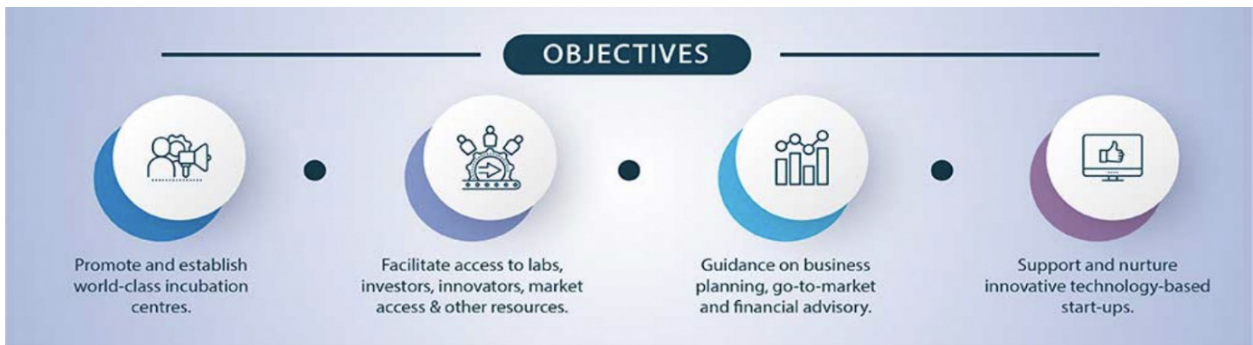 OBJECTIVES
Promote and establish
world-class incubation
centres.
Facilitate access to labs,
investors, innovators, market
access & other resources.
Guidance on business
planning, go-to-market
and financial advisory.
Support and nurture
innovative technology-based
start-ups.